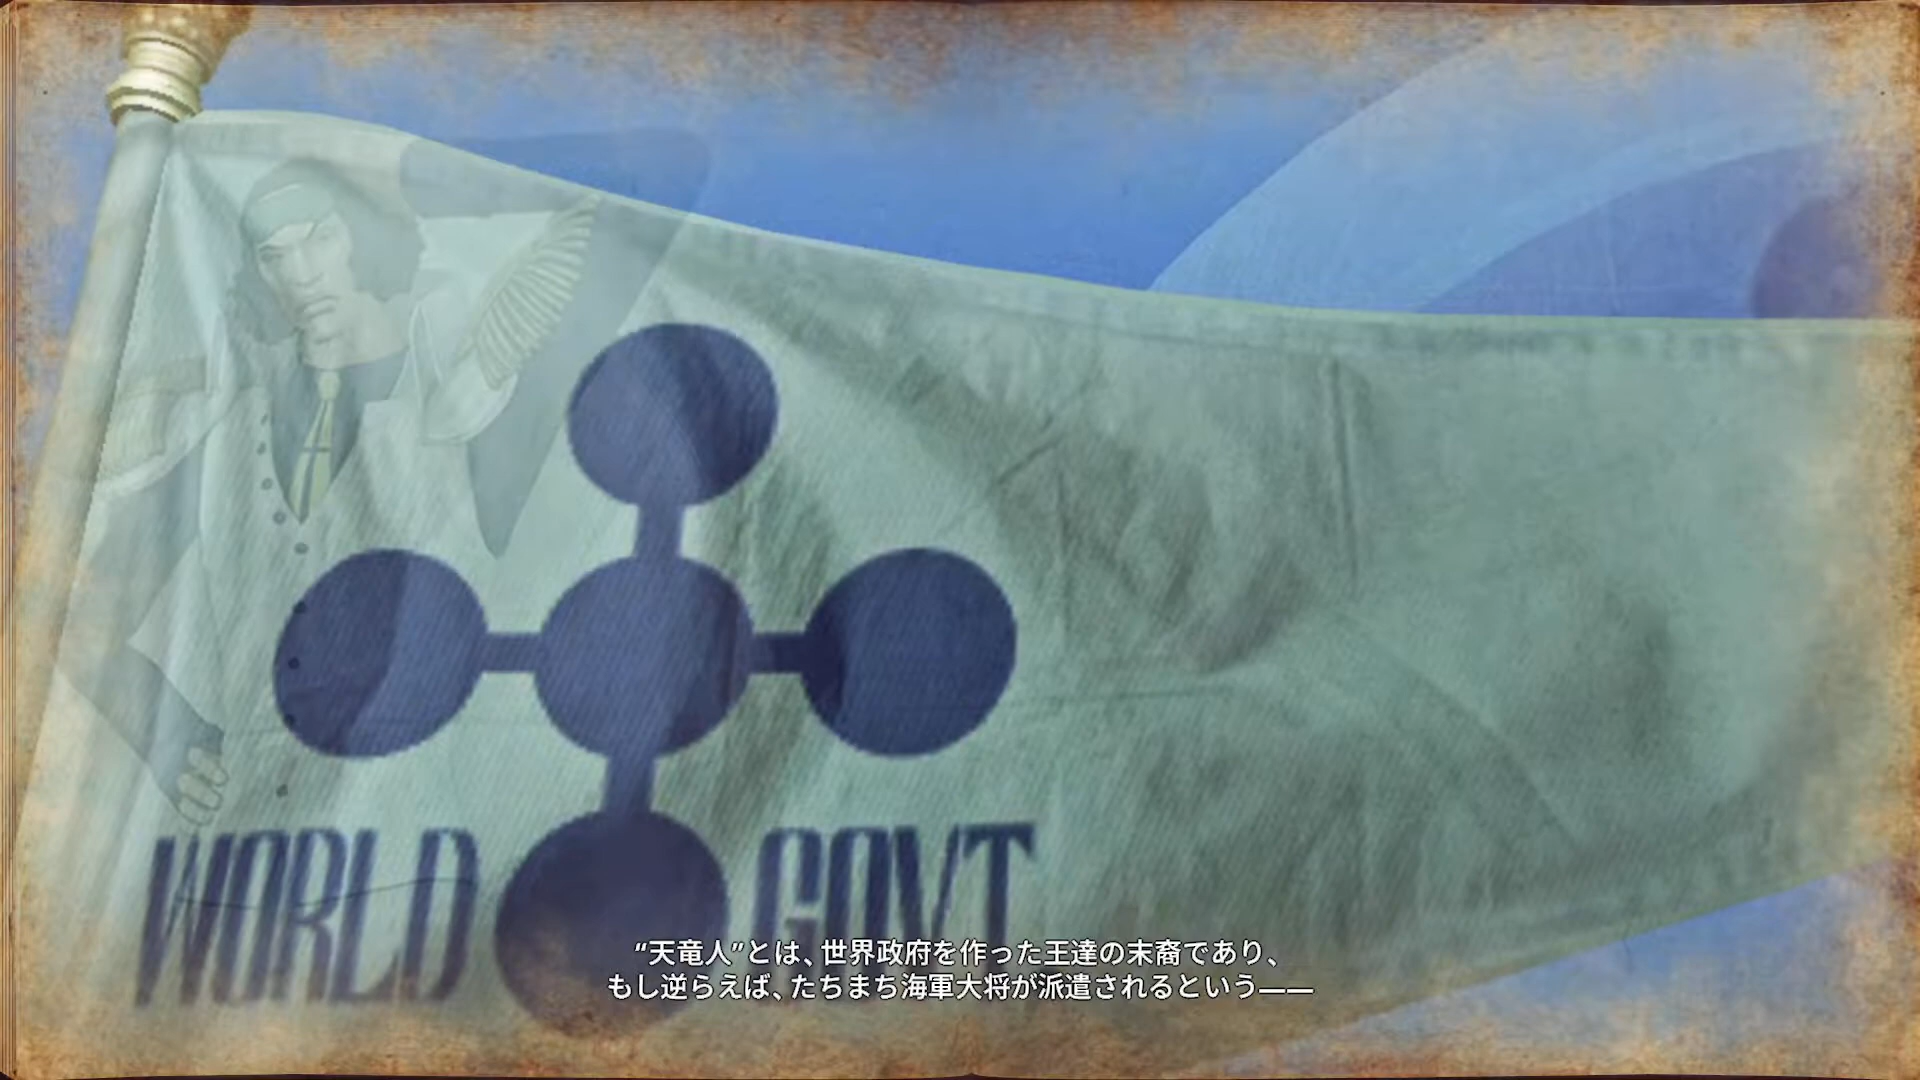 WORLD GOVT
“天竜人”とは、世界政府を作った王達の末裔であり、
もし逆らえば、たちまち海軍大将が派遣されるという――